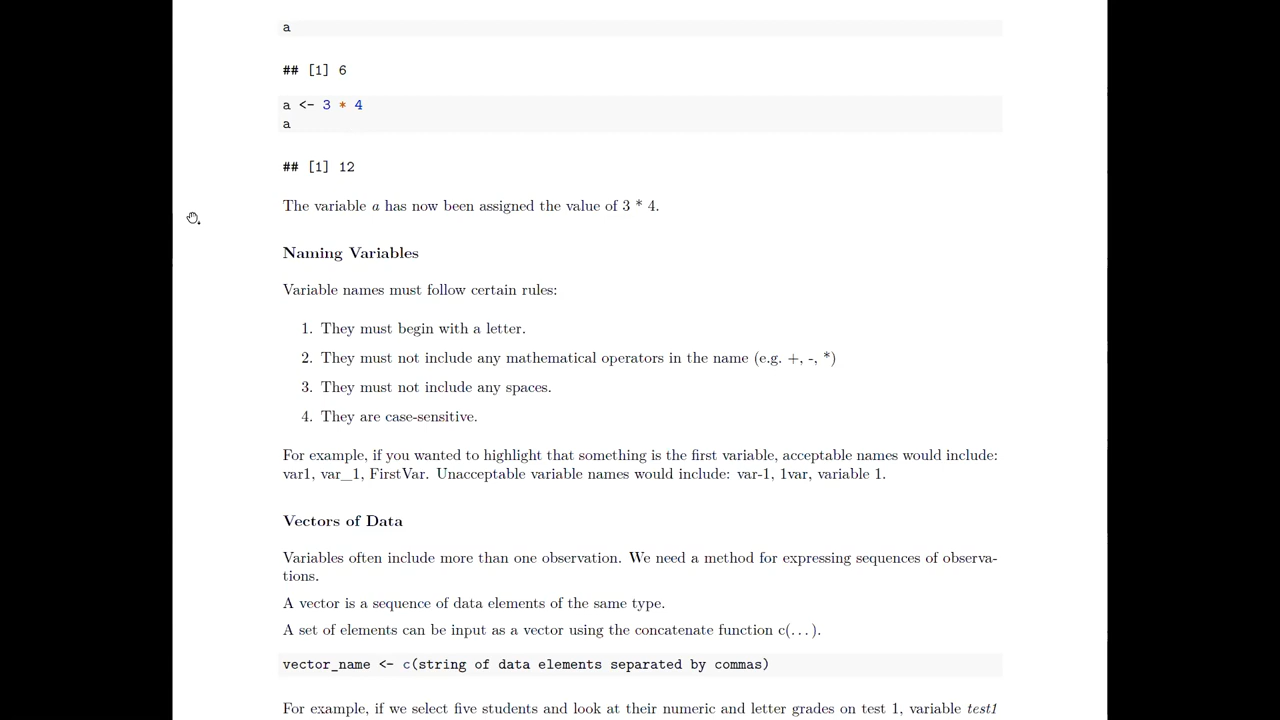 a
## [1] 6
a <- 3 * 4
a
## [1] 12
The variable a has now been assigned the value of 3 * 4.
Naming Variables
Variable names must follow certain rules:
1. They must begin with a letter.
2. They must not include any mathematical operators in the name (e.g. +, -, *)
3. They must not include any spaces.
4. They are case-sensitive.
For example, if you wanted to highlight that something is the first variable, acceptable names would include:
var1, var_1, FirstVar. Unacceptable variable names would include: var-1, 1var, variable 1.
Vectors of Data
Variables often include more than one observation. We need a method for expressing sequences of observa-
tions.
A vector is a sequence of data elements of the same type.
A set of elements can be input as a vector using the concatenate function c(...).
vector_name <- c(string of data elements separated by commas)
For example, if we select five students and look at their numeric and letter grades on test 1, variable test1